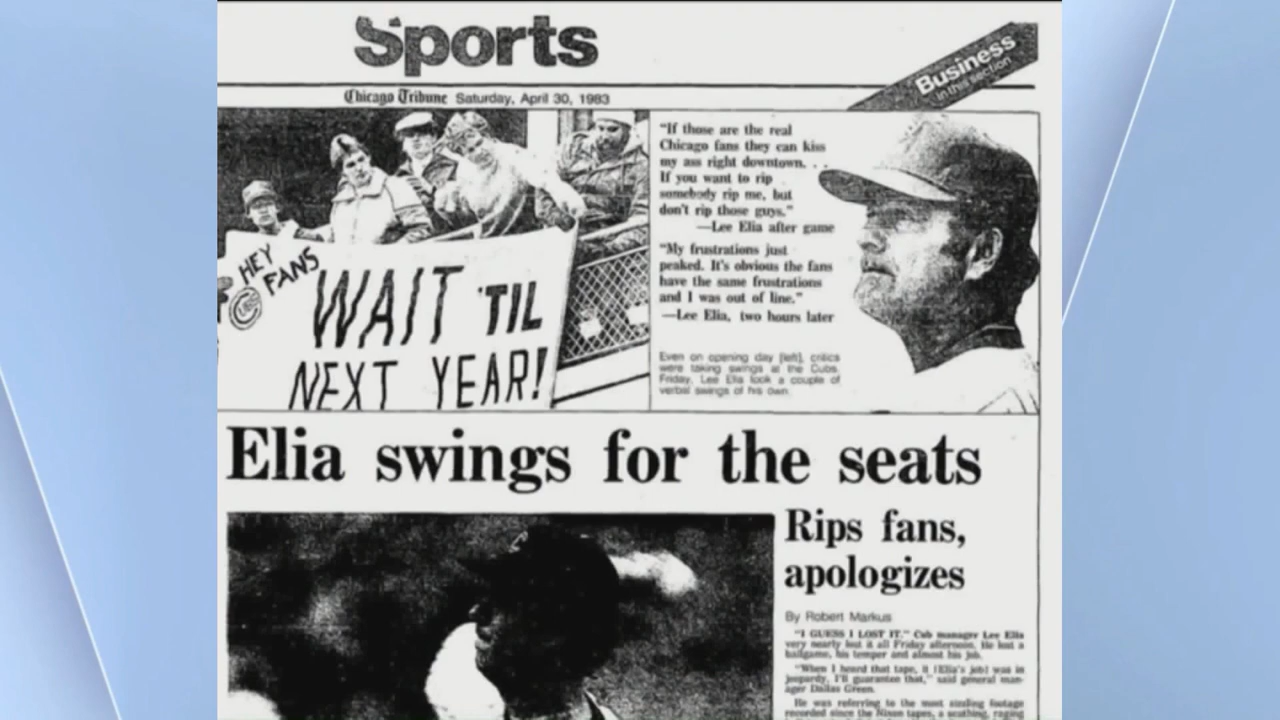 Sports
Business
in this section
Chicago Tribune Saturday, April 30, 1983
HEY
FANS
WAIT 'TIL
NEXT YEAR!
"If those are the real
Chicago fans they can kiss
my ass right downtown. . .
If you want to rip
somebody rip me, but
don't rip those guys."
—Lee Elia after game
"My frustrations just
peaked. It's obvious the fans
have the same frustrations
and I was out of line."
—Lee Elia, two hours later
Even on opening day [left], critics
were taking swings at the Cubs.
Friday, Lee Elia took a couple of
verbal swings of his own.
Elia swings for the seats
Rips fans,
apologizes
By Robert Markus
"I GUESS I LOST IT." Cub manager Lee Elia
very nearly lost it all Friday afternoon. He lost a
ballgame, his temper and almost his job.
"When I heard that tape, it [Elia's job] was in
jeopardy, I'll guarantee that," said general man-
ager Dallas Green.
He was referring to the most sizzling footage
recorded since the Nixon tapes, a scathing, raging